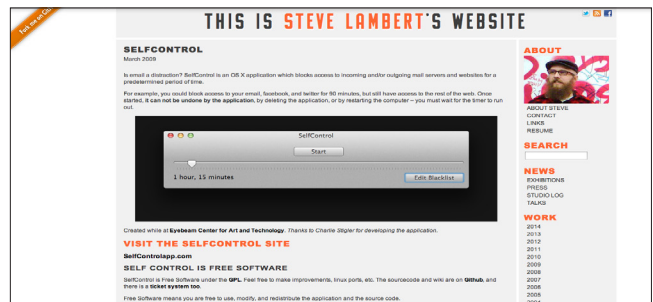 Fork me on
THIS IS STEVE LAMBERT'S WEBSITE
SELFCONTROL
March 2009
Is email a distraction? SelfControl is an OS X application which blocks access to incoming and/or outgoing mail servers and websites for a
predetermined period of time.
For example, you could block access to your email, facebook, and twitter for 90 minutes, but still have access to the rest of the web. Once
started, it can not be undone by the application, by deleting the application, or by restarting the computer – you must wait for the timer to run
out.
SelfControl
Start
1 hour, 15 minutes
Edit Blacklist
Created while at Eyebeam Center for Art and Technology. Thanks to Charlie Stigler for developing the application.
VISIT THE SELFCONTROL SITE
SelfControlapp.com
SELF CONTROL IS FREE SOFTWARE
SelfControl is Free Software under the GPL. Feel free to make improvements, linux ports, etc. The sourcecode and wiki are on Github, and
there is a ticket system too.
Free Software means you are free to use, modify, and redistribute the application and the source code.
ABOUT
ABOUT STEVE
CONTACT
LINKS
RESUME
SEARCH
NEWS
EXHIBITIONS
PRESS
STUDIO LOG
TALKS
WORK
2014
2013
2012
2011
2010
2009
2008
2007
2008
2005